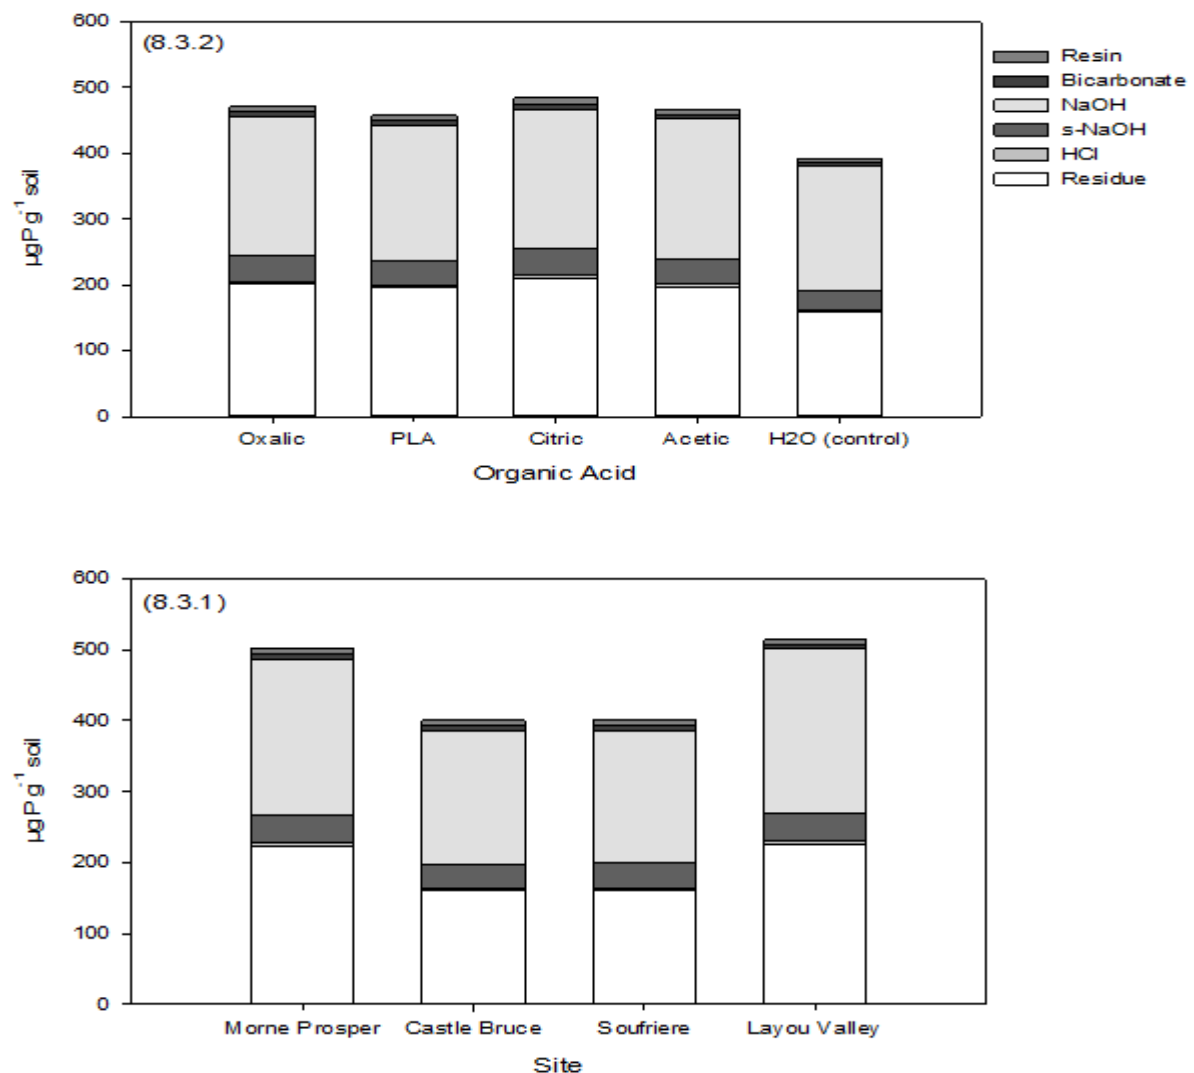 600
(8.3.2)
500
400
300
200
100
0
µgP g-1 soil
Oxalic PLA Citric Acetic H2O (control)
Organic Acid
Resin
Bicarbonate
NaOH
s-NaOH
HCl
Residue
600
(8.3.1)
500
400
300
200
100
0
µgP g-1 soil
Morne Prosper Castle Bruce Soufriere Layou Valley
Site